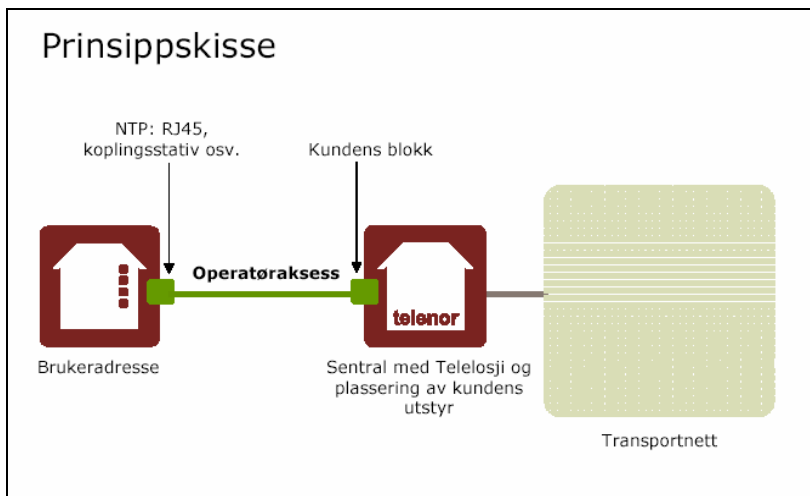 Prinsippskisse
NTP: RJ45,
koplingsstativ osv.
Kundens blokk
Operatøraksess
telenor
Brukeradresse
Sentral med Telelosji og
plassering av kundens
utstyr
Transportnett